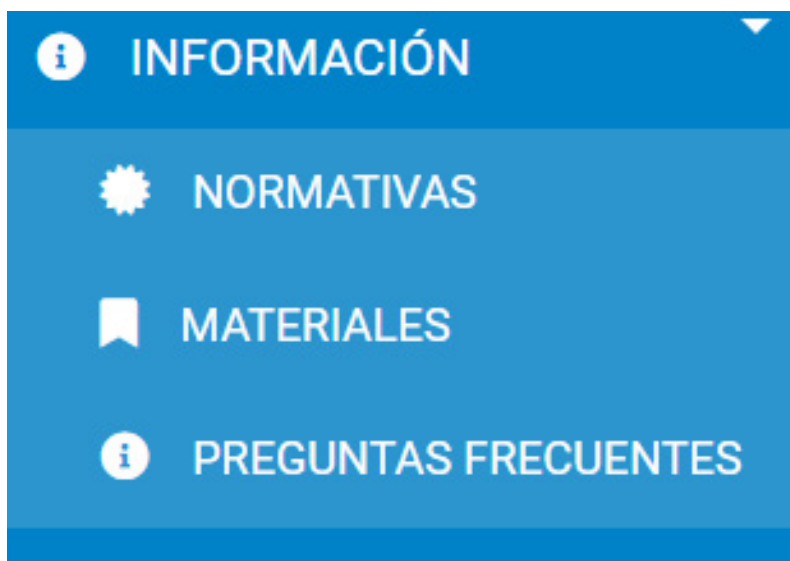 INFORMACIÓN
NORMATIVAS
MATERIALES
PREGUNTAS FRECUENTES